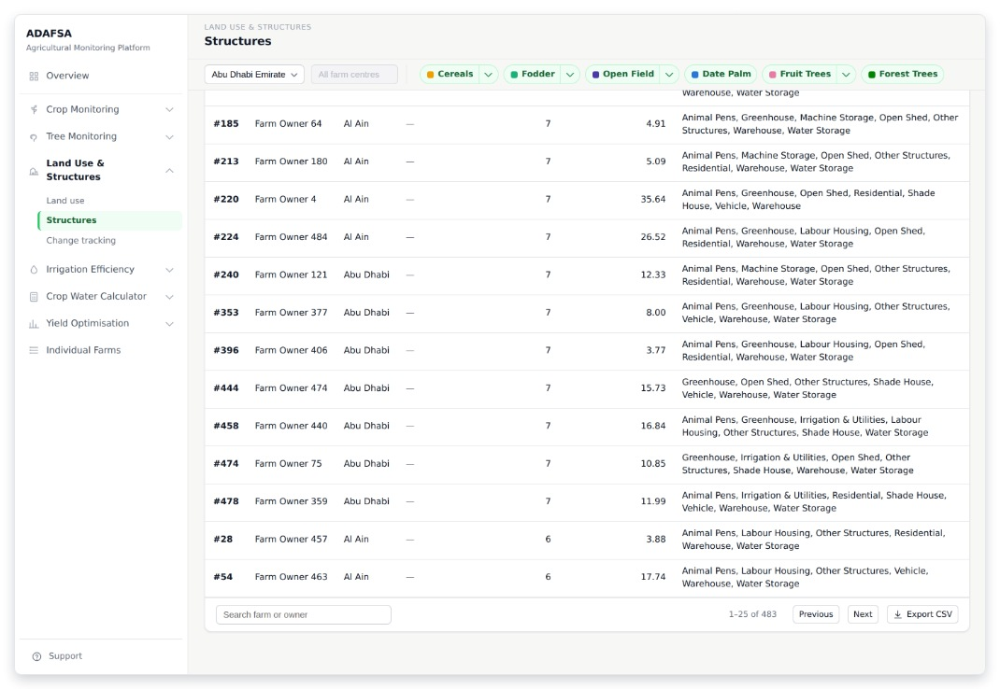 ADAFSA
Agricultural Monitoring Platform
Overview
Crop Monitoring
Tree Monitoring
Land Use &
Structures
Land use
Structures
Change tracking
Irrigation Efficiency
Crop Water Calculator
Yield Optimisation
Individual Farms
Support
LAND USE & STRUCTURES
Structures
Abu Dhabi Emirate
All farm centres
Cereals
Fodder
Open Field
Date Palm
Fruit Trees
Forest Trees
Warehouse, Water Storage
#185 Farm Owner 64 Al Ain — 7 4.91 Animal Pens, Greenhouse, Machine Storage, Open Shed, Other
Structures, Warehouse, Water Storage
#213 Farm Owner 180 Al Ain — 7 5.09 Animal Pens, Machine Storage, Open Shed, Other Structures,
Residential, Warehouse, Water Storage
#220 Farm Owner 4 Al Ain — 7 35.64 Animal Pens, Greenhouse, Open Shed, Residential, Shade
House, Vehicle, Warehouse
#224 Farm Owner 484 Al Ain — 7 26.52 Animal Pens, Greenhouse, Labour Housing, Open Shed,
Residential, Warehouse, Water Storage
#240 Farm Owner 121 Abu Dhabi — 7 12.33 Animal Pens, Machine Storage, Open Shed, Other Structures,
Residential, Warehouse, Water Storage
#353 Farm Owner 377 Abu Dhabi — 7 8.00 Animal Pens, Greenhouse, Labour Housing, Other Structures,
Vehicle, Warehouse, Water Storage
#396 Farm Owner 406 Abu Dhabi — 7 3.77 Animal Pens, Greenhouse, Labour Housing, Open Shed,
Residential, Warehouse, Water Storage
#444 Farm Owner 474 Abu Dhabi — 7 15.73 Greenhouse, Open Shed, Other Structures, Shade House,
Vehicle, Warehouse, Water Storage
#458 Farm Owner 440 Abu Dhabi — 7 16.84 Animal Pens, Greenhouse, Irrigation & Utilities, Labour
Housing, Other Structures, Shade House, Water Storage
#474 Farm Owner 75 Abu Dhabi — 7 10.85 Greenhouse, Irrigation & Utilities, Open Shed, Other
Structures, Shade House, Warehouse, Water Storage
#478 Farm Owner 359 Abu Dhabi — 7 11.99 Animal Pens, Irrigation & Utilities, Residential, Shade House,
Vehicle, Warehouse, Water Storage
#28 Farm Owner 457 Al Ain — 6 3.88 Animal Pens, Labour Housing, Other Structures, Residential,
Warehouse, Water Storage
#54 Farm Owner 463 Al Ain — 6 17.74 Animal Pens, Labour Housing, Other Structures, Vehicle,
Warehouse, Water Storage
Search farm or owner
1–25 of 483
Previous
Next
Export CSV